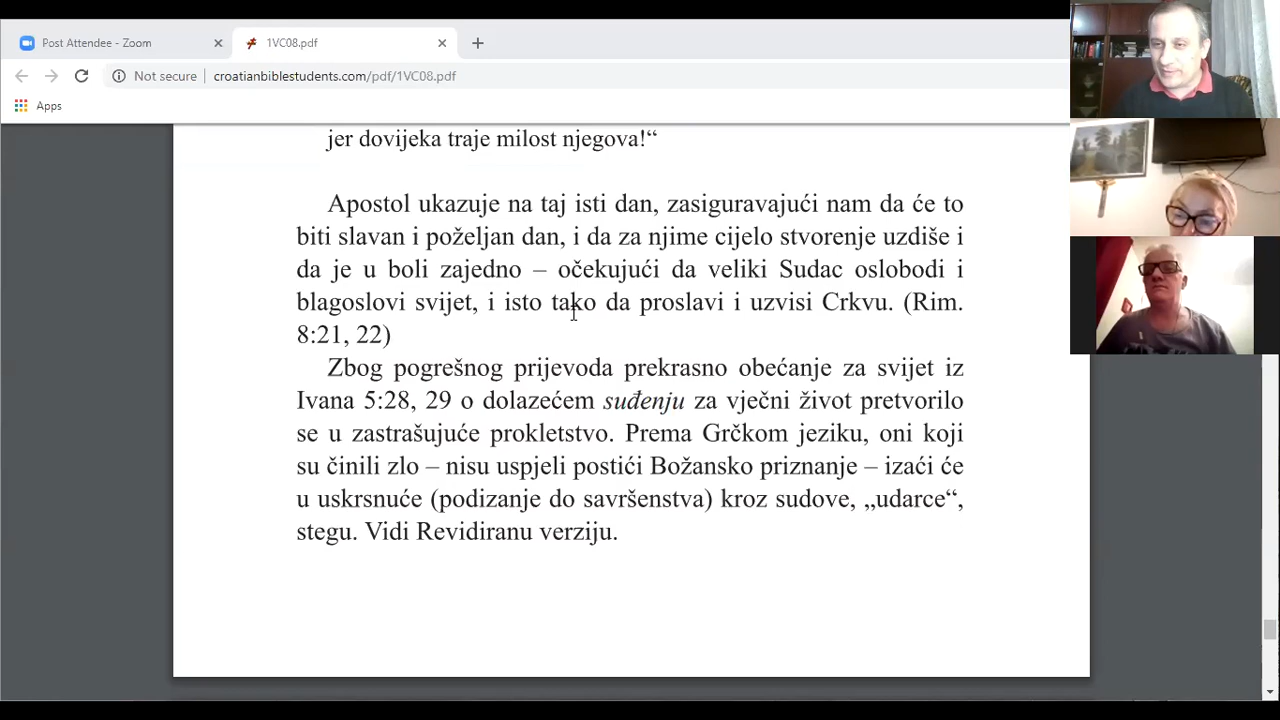 Post Attendee - Zoom
1VC08.pdf
Not secure
croatianbiblestudents.com/pdf/1VC08.pdf
Apps
jer dovijeka traje milost njegova!“
Apostol ukazuje na taj isti dan, zasiguravajući nam da će to
biti slavan i poželjan dan, i da za njime cijelo stvorenje uzdiše i
da je u boli zajedno – očekujući da veliki Sudac oslobodi i
blagoslovi svijet, i isto tako da proslavi i uzvisi Crkvu. (Rim.
8:21, 22)
Zbog pogrešnog prijevoda prekrasno obećanje za svijet iz
Ivana 5:28, 29 o dolazećem suđenju za vječni život pretvorilo
se u zastrašujuće prokletstvo. Prema Grčkom jeziku, oni koji
su činili zlo – nisu uspjeli postići Božansko priznanje – izaći će
u uskrsnuće (podizanje do savršenstva) kroz sudove, „udarce“,
stegu. Vidi Revidiranu verziju.